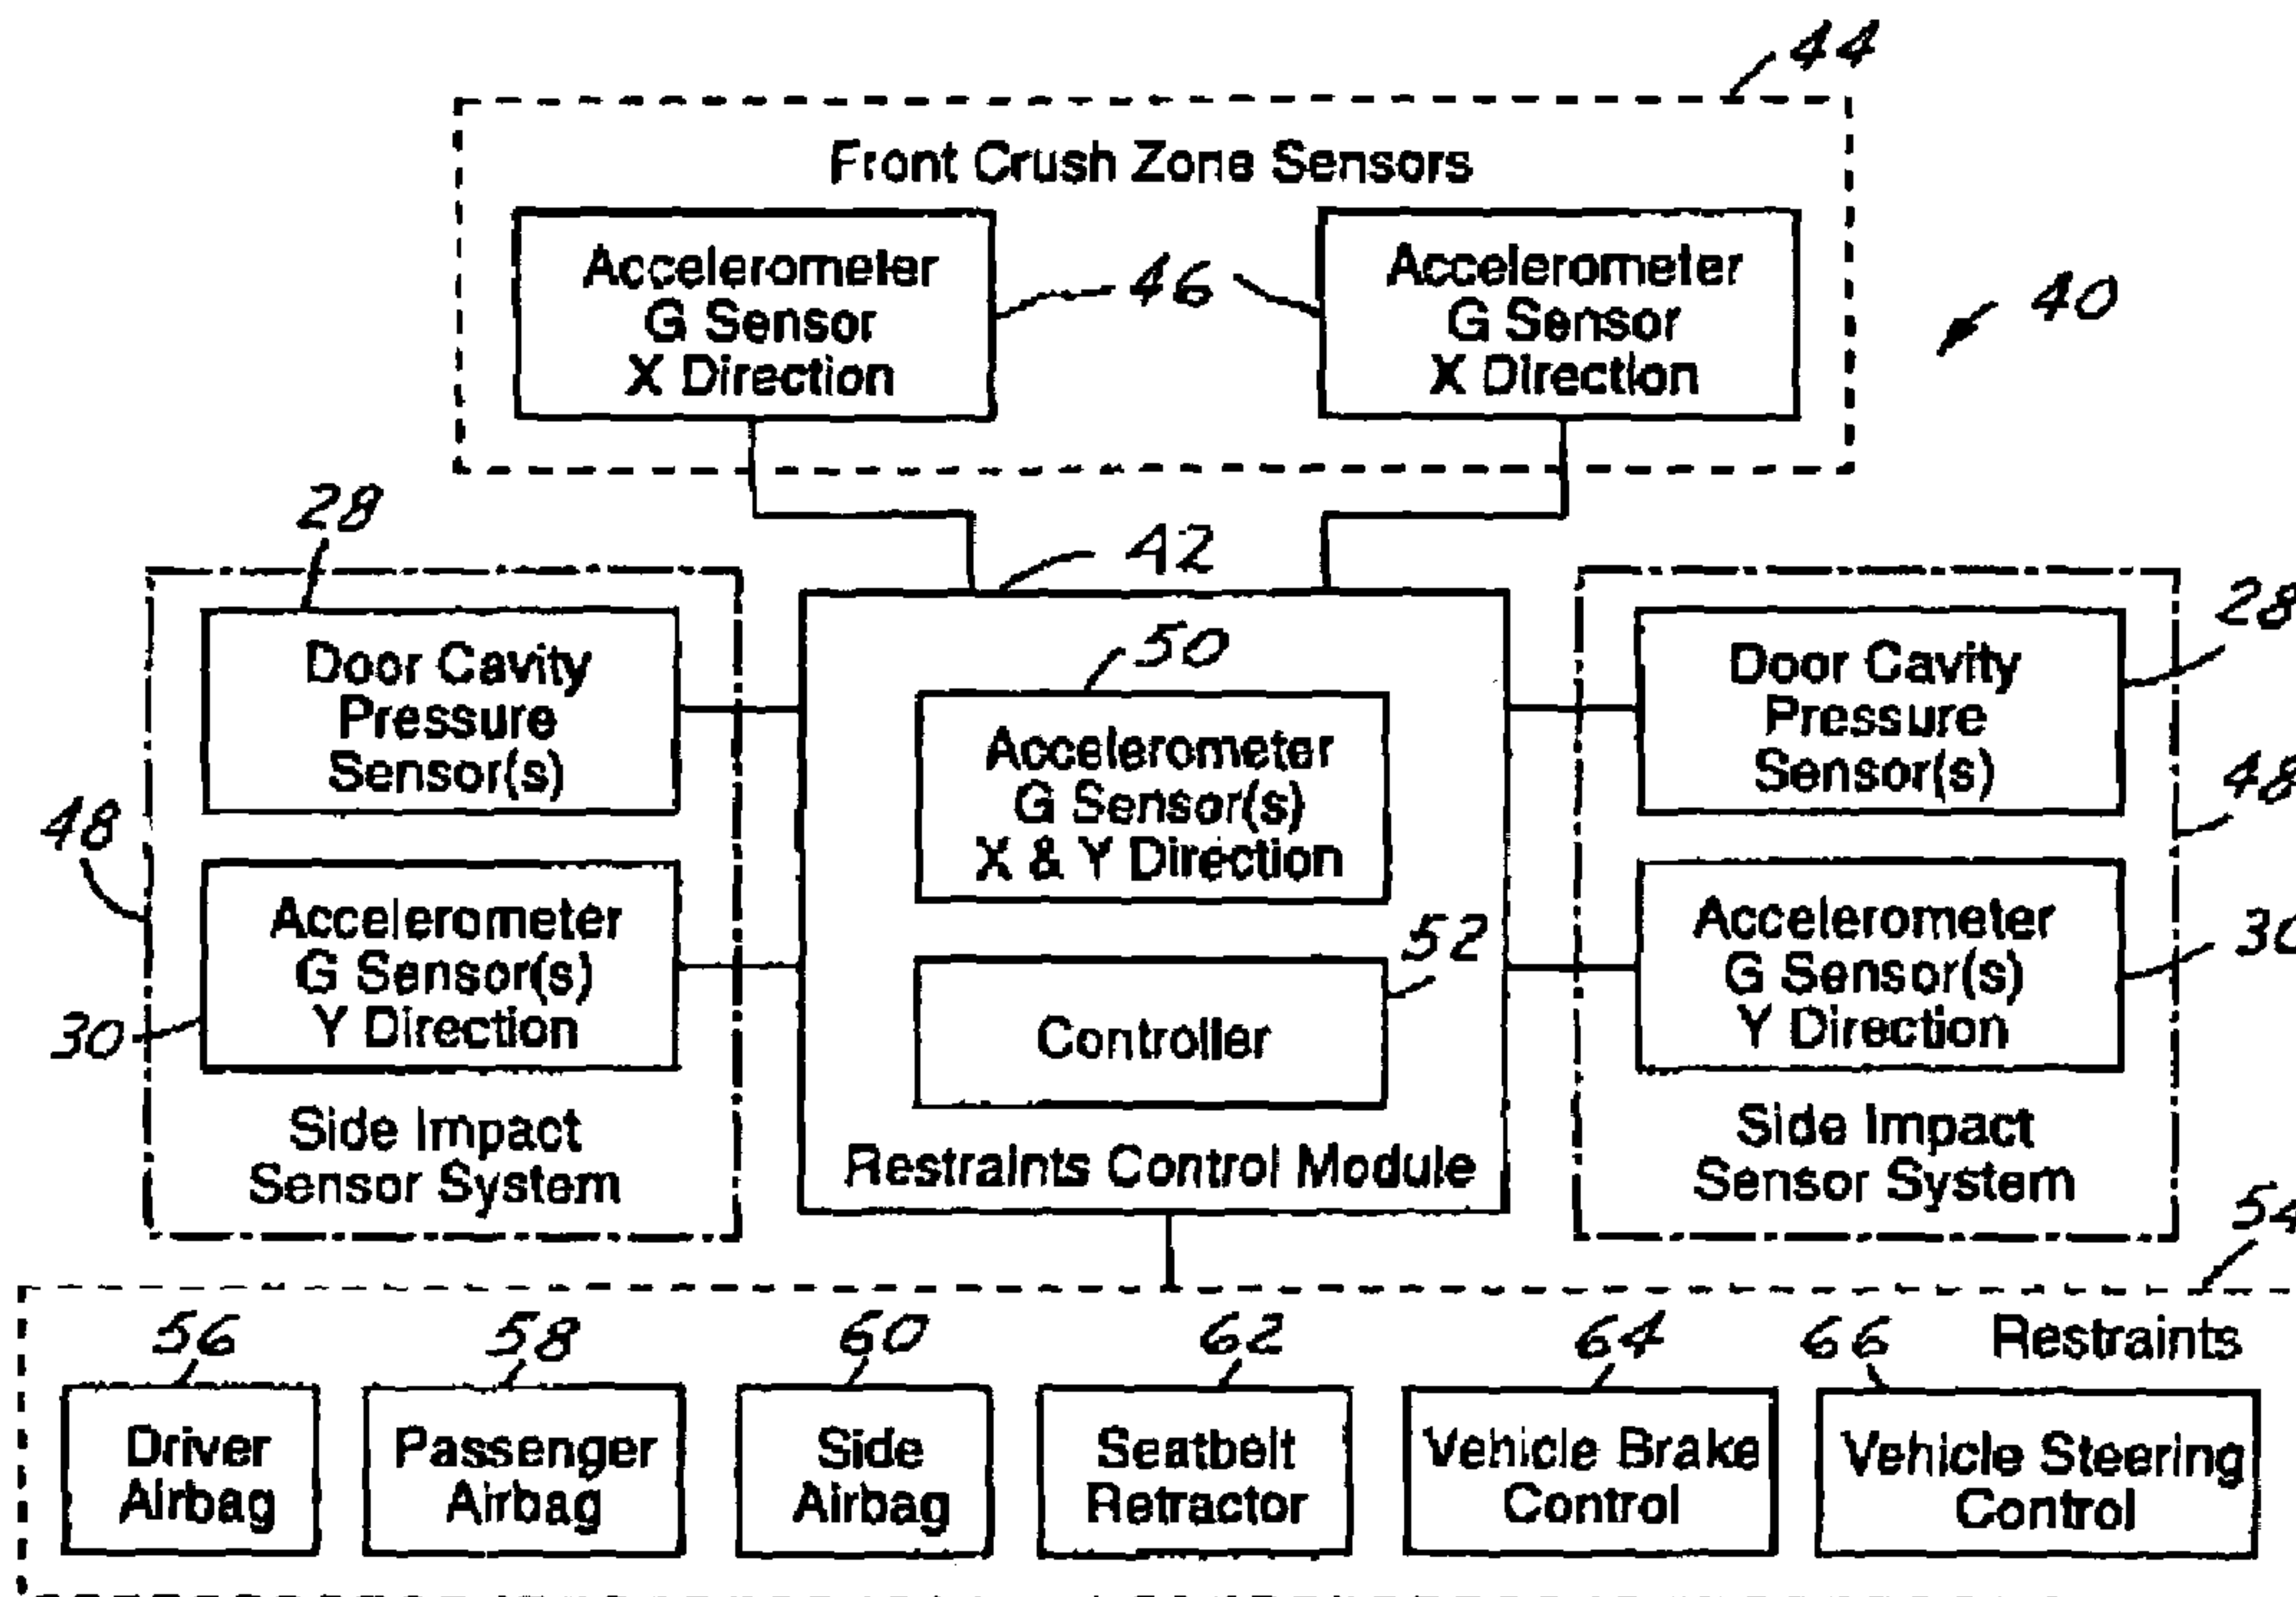 44
Front Crush Zone Sensors
Accelerometer
G Sensor
X Direction
46
Accelerometer
G Sensor
X Direction
40
28
42
28
Door Cavity
Pressure
Sensor(s)
50
Accelerometer
G Sensor(s)
X & Y Direction
Door Cavity
Pressure
Sensor(s)
48
48
Accelerometer
G Sensor(s)
Y Direction
30
52
Controller
Accelerometer
G Sensor(s)
Y Direction
30
Side Impact
Sensor System
Restraints Control Module
Side Impact
Sensor System
54
56
58
60
62
64
66
Restraints
Driver
Airbag
Passenger
Airbag
Side
Airbag
Seatbelt
Retractor
Vehicle Brake
Control
Vehicle Steering
Control